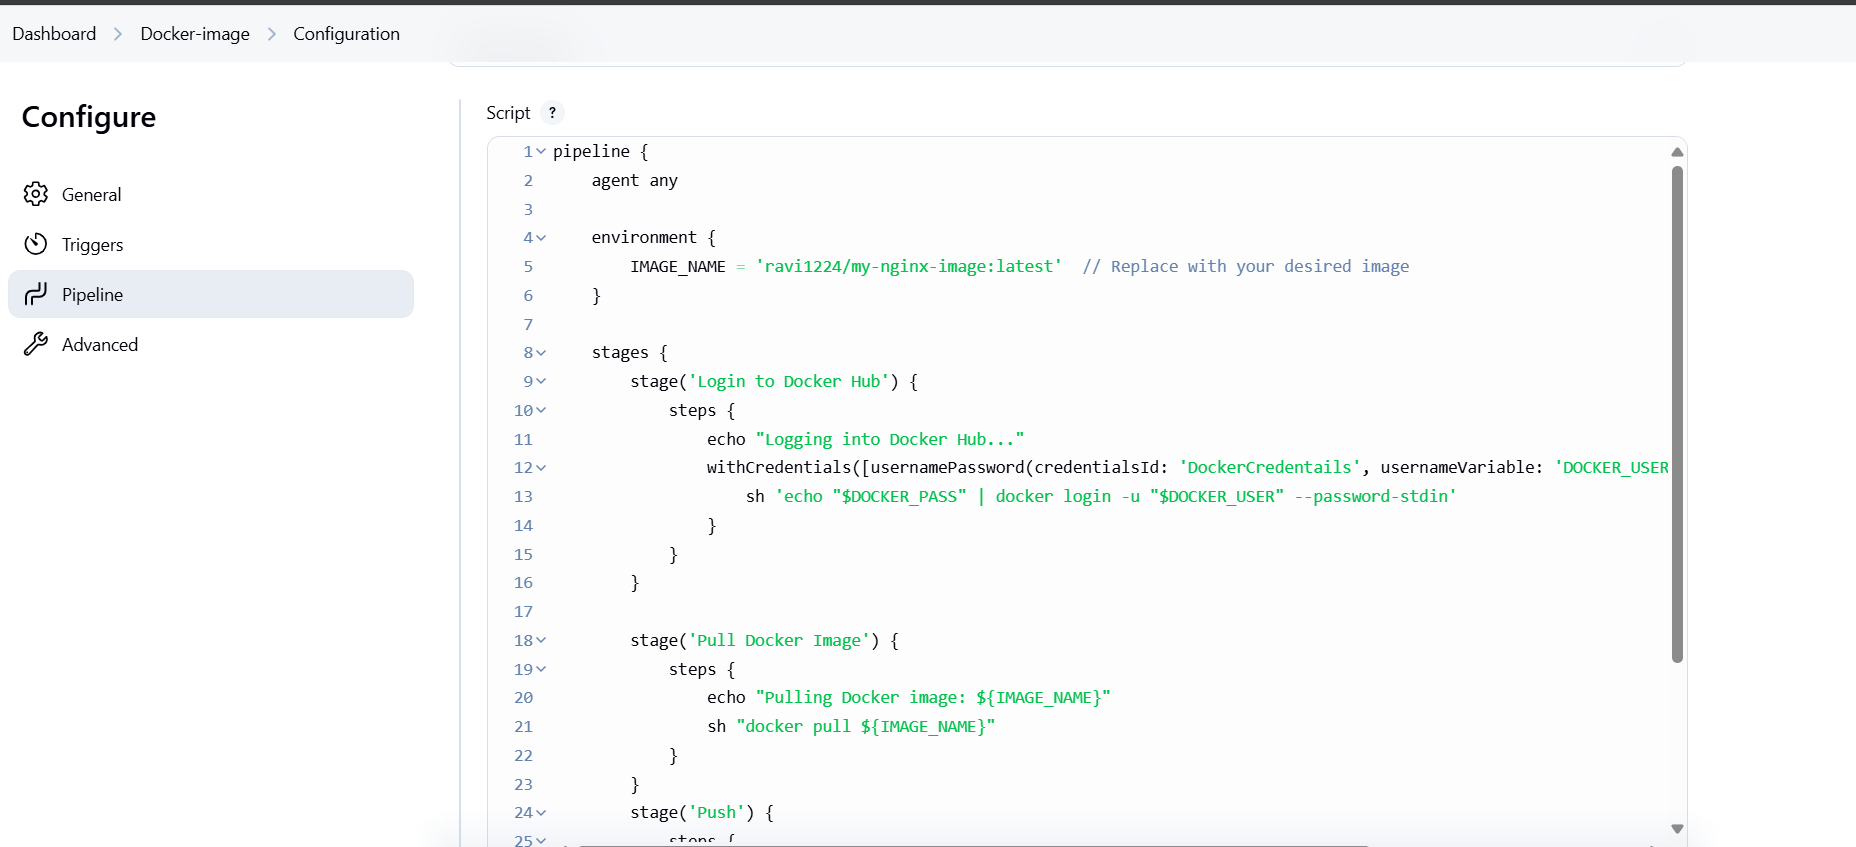 Dashboard > Docker-image > Configuration
Configure
General
Triggers
Pipeline
Advanced
Script ?
1 pipeline {
2     agent any
3
4     environment {
5         IMAGE_NAME = 'ravi1224/my-nginx-image:latest'  // Replace with your desired image
6     }
7
8     stages {
9         stage('Login to Docker Hub') {
10             steps {
11                 echo "Logging into Docker Hub..."
12                 withCredentials([usernamePassword(credentialsId: 'DockerCredentails', usernameVariable: 'DOCKER_USER
13                     sh 'echo "$DOCKER_PASS" | docker login -u "$DOCKER_USER" --password-stdin'
14                 }
15             }
16         }
17
18         stage('Pull Docker Image') {
19             steps {
20                 echo "Pulling Docker image: ${IMAGE_NAME}"
21                 sh "docker pull ${IMAGE_NAME}"
22             }
23         }
24         stage('Push') {
25             steps {